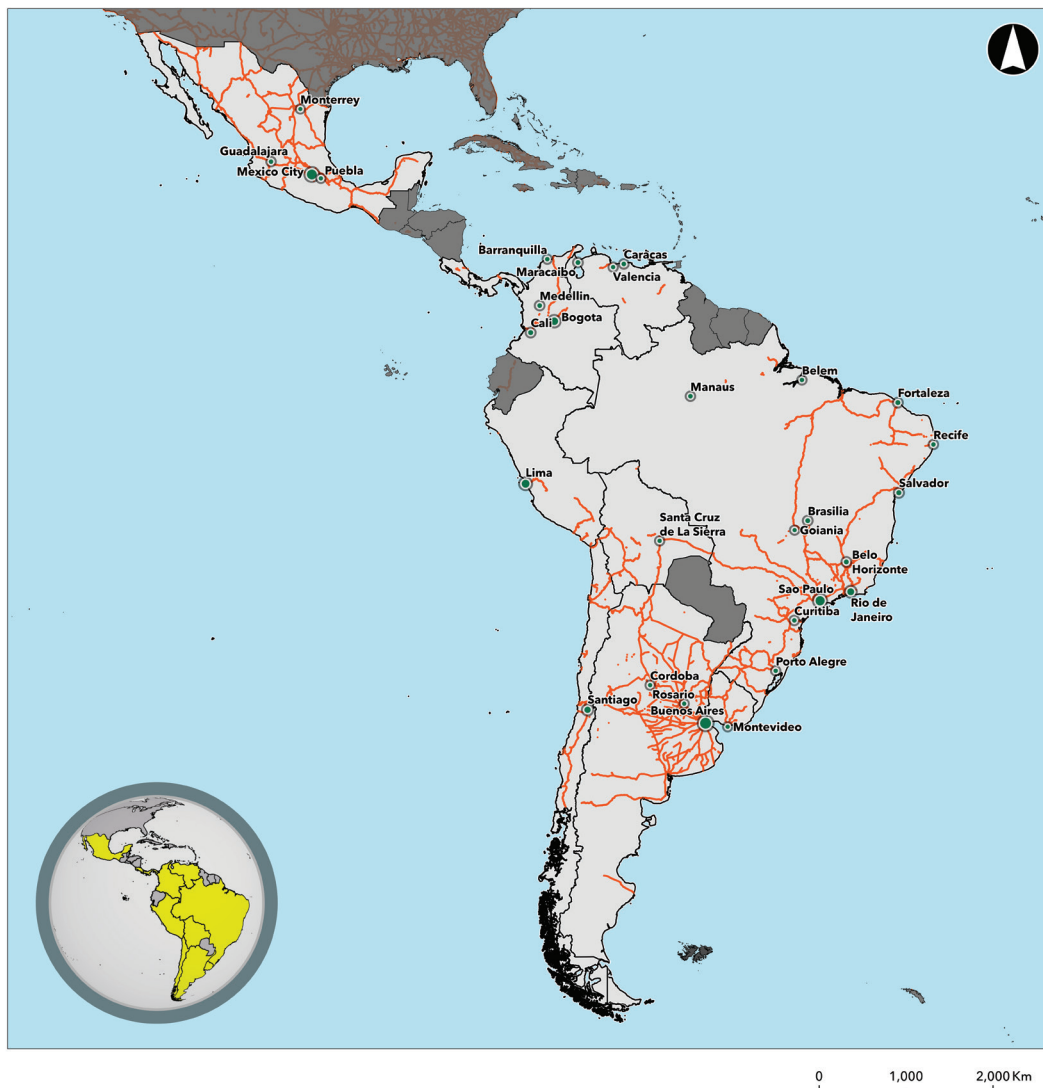 Monterrey
Guadalajara
Mexico City
Puebla
Barranquilla
Caracas
Maracaibo
Valencia
Medellin
Cali
Bogota
Belem
Manaus
Fortaleza
Recife
Lima
Salvador
Santa Cruz
de La Sierra
Brasilia
Goiania
Belo
Horizonte
Sao Paulo
Rio de
Janeiro
Curitiba
Porto Alegre
Cordoba
Rosario
Santiago
Buenos Aires
Montevideo
0 1,000 2,000 Km